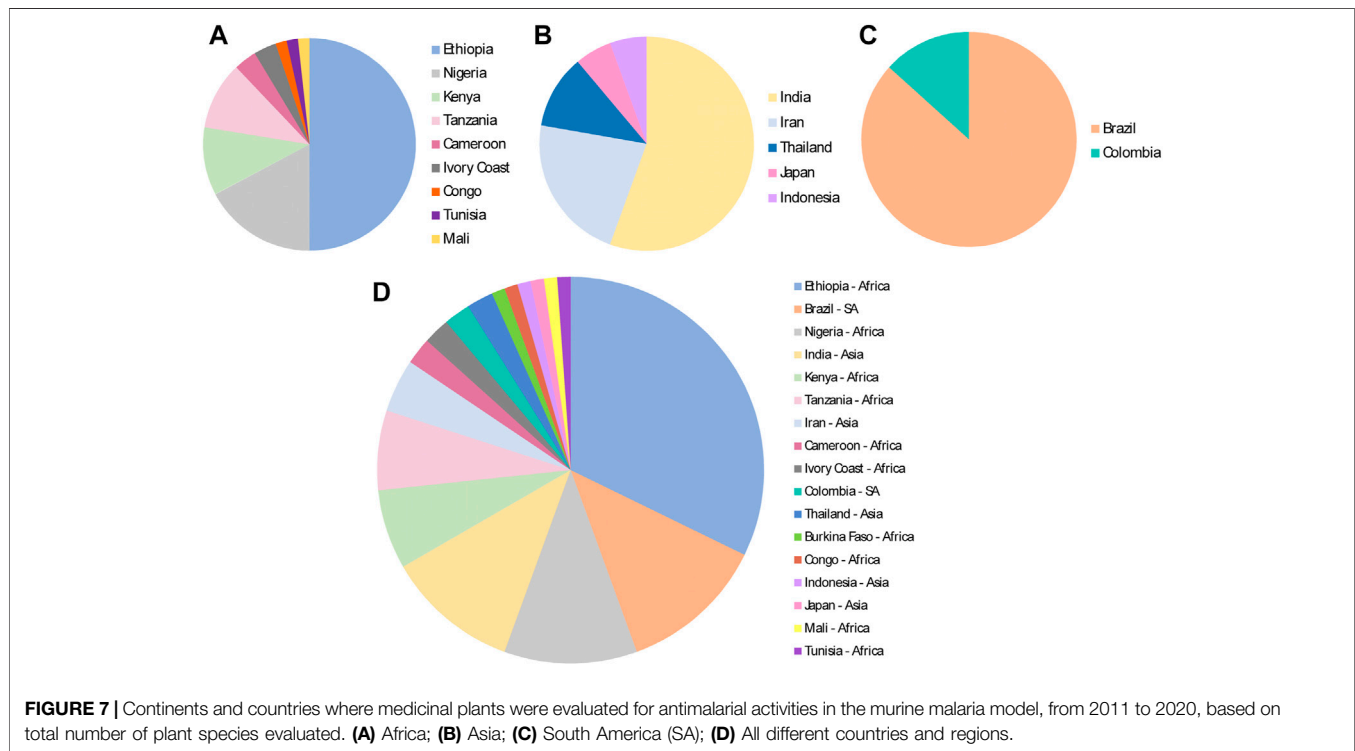 A
Ethiopia
Nigeria
Kenya
Tanzania
Cameroon
Ivory Coast
Congo
Tunisia
Mali
B
India
Iran
Thailand
Japan
Indonesia
C
Brazil
Colombia
D
Ethiopia - Africa
Brazil - SA
Nigeria - Africa
India - Asia
Kenya - Africa
Tanzania - Africa
Iran - Asia
Cameroon - Africa
Ivory Coast - Africa
Colombia - SA
Thailand - Asia
Burkina Faso - Africa
Congo - Africa
Indonesia - Asia
Japan - Asia
Mali - Africa
Tunisia - Africa
FIGURE 7 | Continents and countries where medicinal plants were evaluated for antimalarial activities in the murine malaria model, from 2011 to 2020, based on
total number of plant species evaluated. (A) Africa; (B) Asia; (C) South America (SA); (D) All different countries and regions.